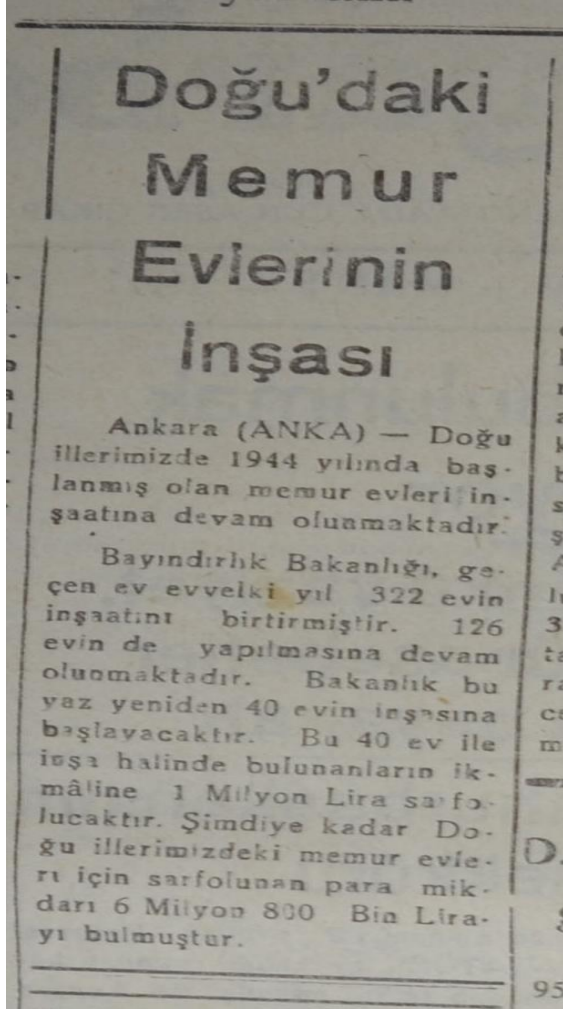 Doğu'daki
Memur
Evlerinin
İnşası
Ankara (ANKA) — Doğu
illerimizde 1944 yılında baş-
lanmış olan memur evleri in-
şaatına devam olunmaktadır.
Bayındırlık Bakanlığı, ge-
çen ev evvelki yıl 322 evin
inşaatını birtirmiştir. 126
evin de yapılmasına devam
olunmaktadır. Bakanlık bu
yaz yeniden 40 evin inşasına
başlayacaktır. Bu 40 ev ile
inşa halinde bulunanların ik-
mâline 1 Milyon Lira sarfo-
lucaktır. Şimdiye kadar Do-
ğu illerimizdeki memur evle-
ri için sarfolunan para mik-
darı 6 Milyon 800 Bin Lira-
yı bulmuştur.
D.
95